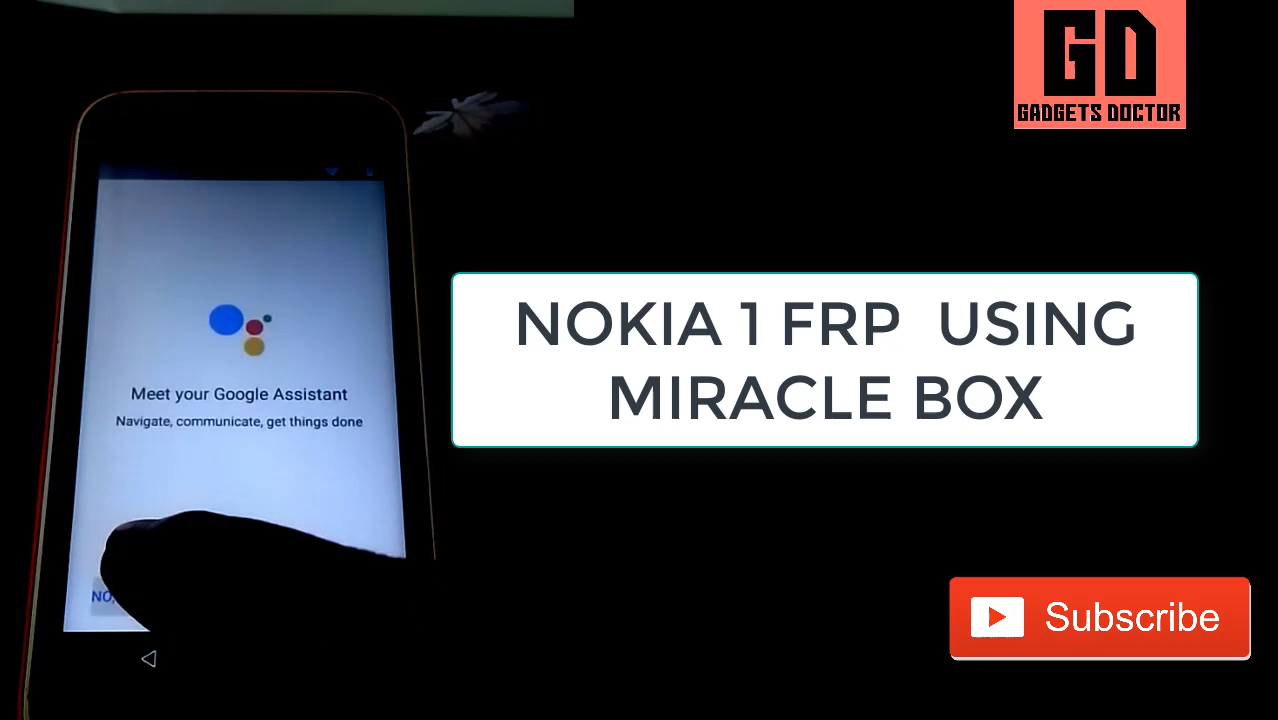 GD
GADGETS DOCTOR
Meet your Google Assistant
Navigate, communicate, get things done
NOKIA 1 FRP USING
MIRACLE BOX
Subscribe